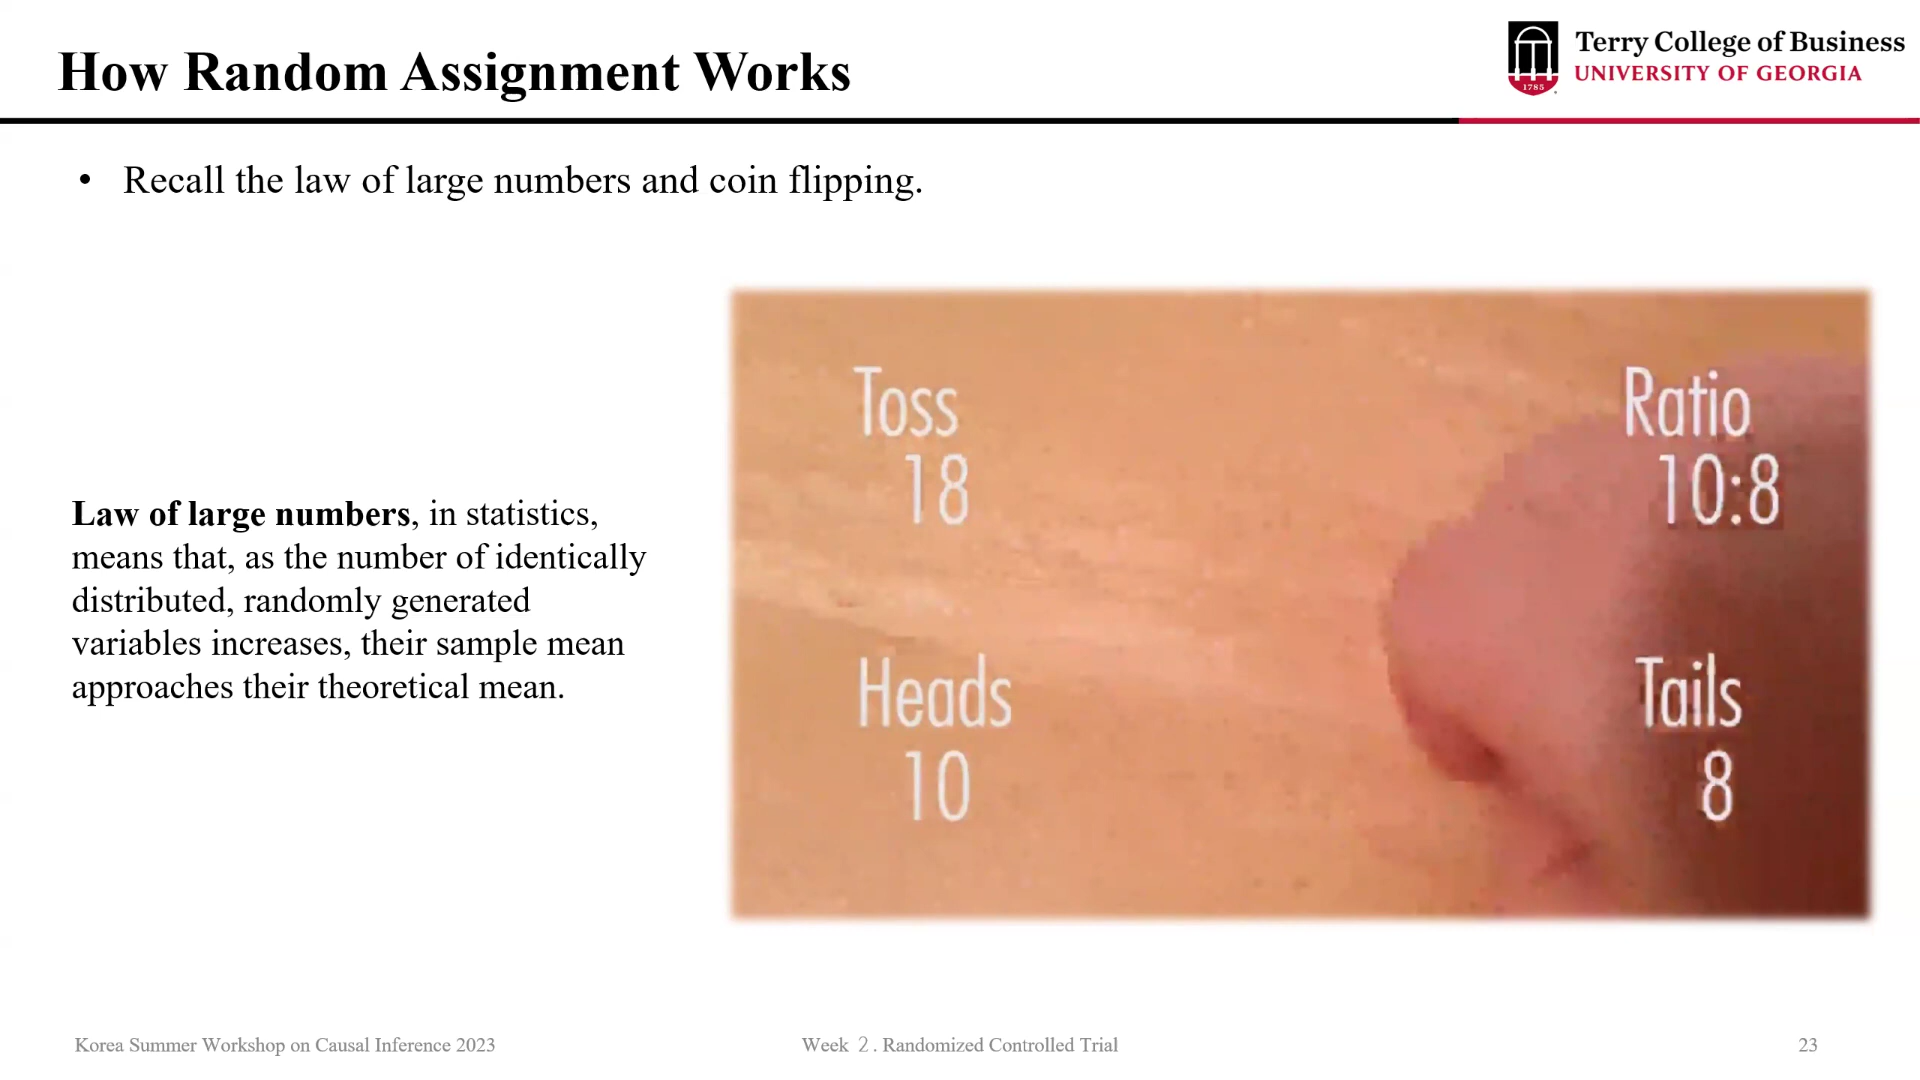 How Random Assignment Works
Terry College of Business
UNIVERSITY OF GEORGIA
1785
• Recall the law of large numbers and coin flipping.
Law of large numbers, in statistics,
means that, as the number of identically
distributed, randomly generated
variables increases, their sample mean
approaches their theoretical mean.
Toss
18
Ratio
10:8
Heads
10
Tails
8
Korea Summer Workshop on Causal Inference 2023
Week 2. Randomized Controlled Trial
23